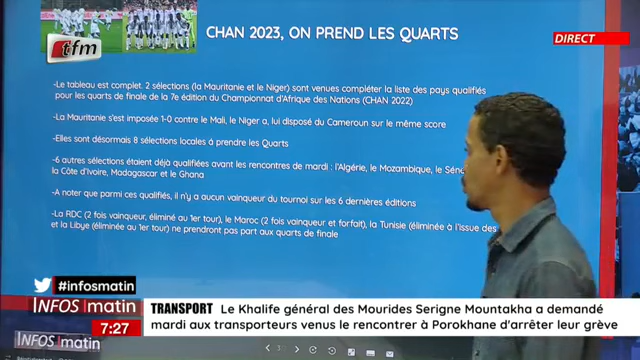 tfm
CHAN 2023, ON PREND LES QUARTS
DIRECT
-Le tableau est complet. 2 sélections (la Mauritanie et le Niger) sont venues compléter la liste des pays qualifiés
pour les quarts de finale de la 7e édition du Championnat d'Afrique des Nations (CHAN 2022)
-La Mauritanie s'est imposée 1-0 contre le Mali, le Niger a, lui disposé du Cameroun sur le même score
-Elles sont désormais 8 sélections locales à prendre les Quarts
-6 autres sélections étaient déjà qualifiées avant les rencontres de mardi : l'Algérie, le Mozambique, le
la Côte d'Ivoire, Madagascar et le Ghana
-A noter que parmi ces qualifiés, il n'y a aucun vainqueur du tournoi sur les 6 dernières éditions
-La RDC (2 fois vainqueur, éliminé au 1er tour), le Maroc (2 fois vainqueur et forfait), la Tunisie (éliminée à l'issue des
et la Libye (éliminée au 1er tour) ne prendront pas part aux quarts de finale
#infosmatin
INFOS matin
7:27
INFOS matin
TRANSPORT Le Khalife général des Mourides Serigne Mountakha a demandé
mardi aux transporteurs venus le rencontrer à Porokhane d'arrêter leur grève